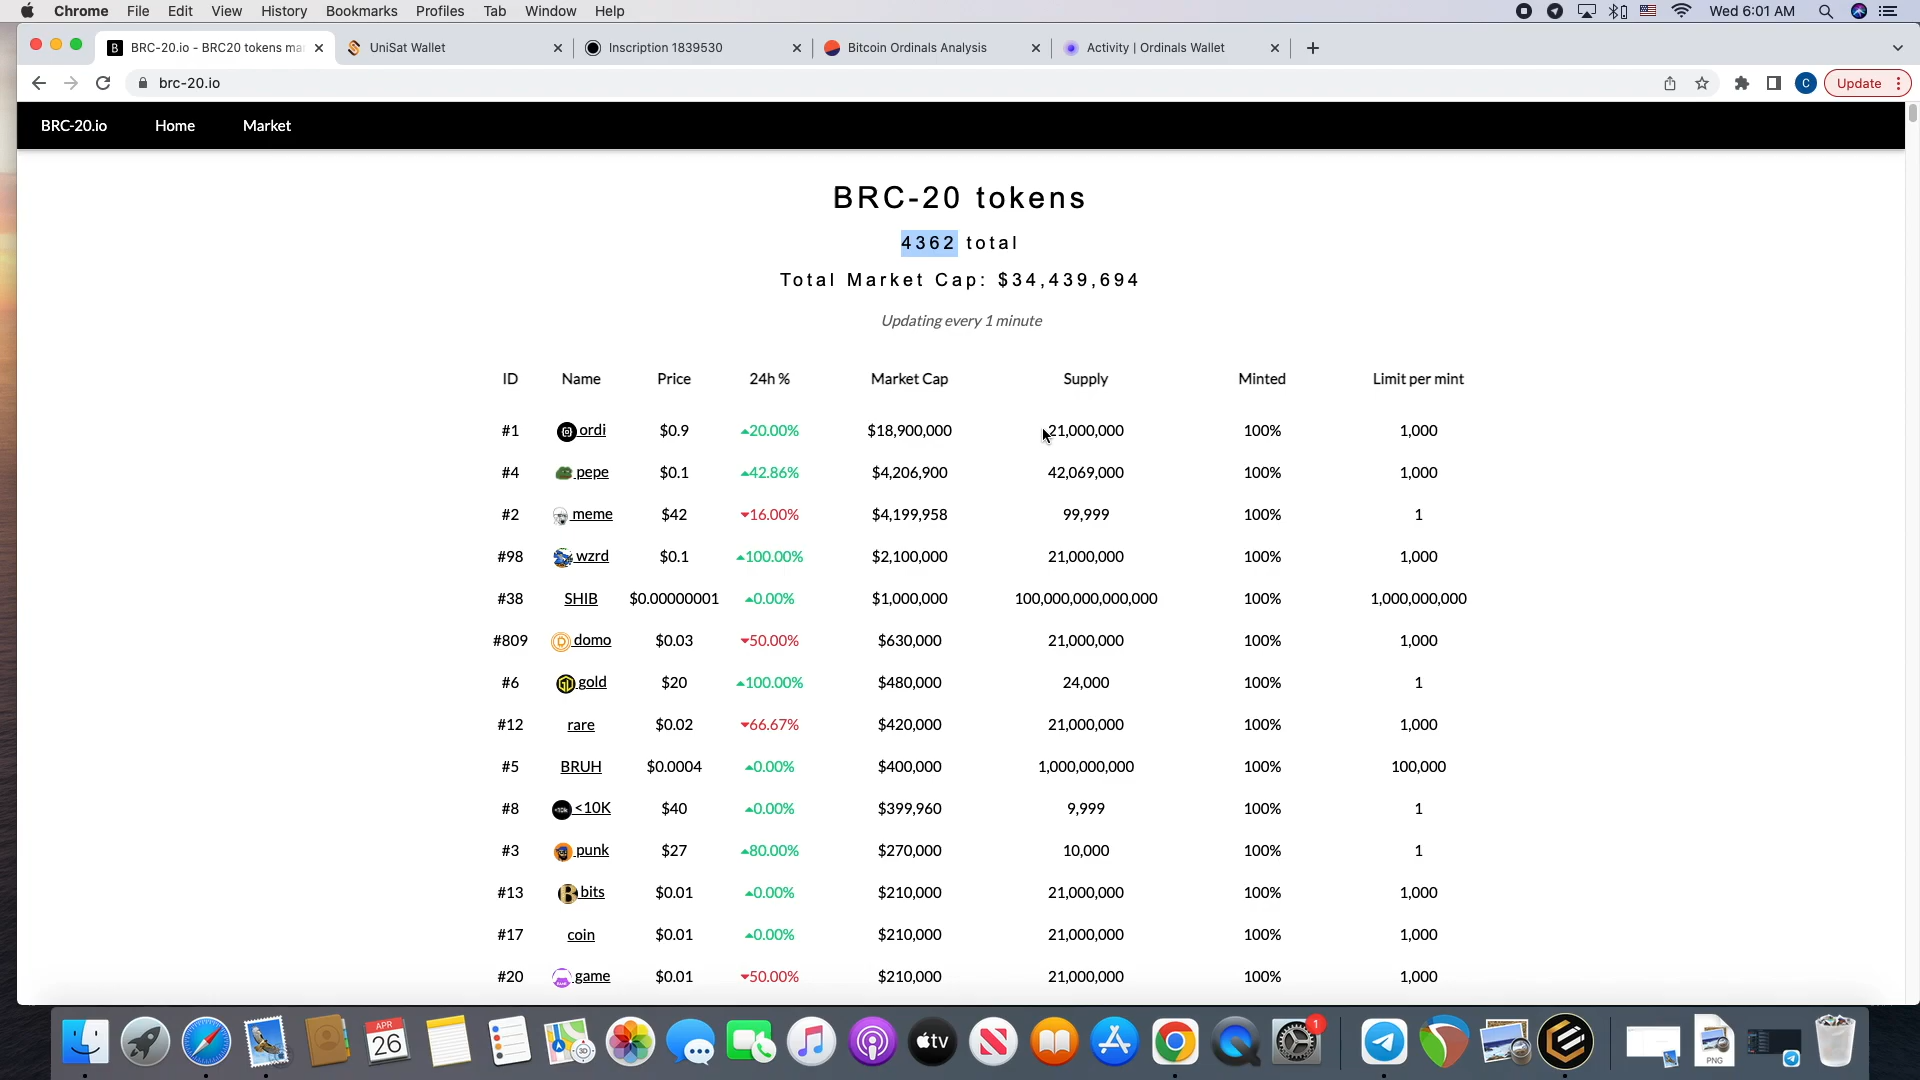 Chrome File Edit View History Bookmarks Profiles Tab Window Help Wed 6:01 AM
BRC-20.io - BRC20 tokens ma UniSat Wallet Inscription 1839530 Bitcoin Ordinals Analysis Activity | Ordinals Wallet
brc-20.io C Update
BRC-20.io Home Market
BRC-20 tokens
4362 total
Total Market Cap: $34,439,694
Updating every 1 minute
ID Name Price 24h % Market Cap Supply Minted Limit per mint
#1 ordi $0.9 20.00% $18,900,000 21,000,000 100% 1,000
#4 pepe $0.1 42.86% $4,206,900 42,069,000 100% 1,000
#2 meme $42 16.00% $4,199,958 99,999 100% 1
#98 wzrd $0.1 100.00% $2,100,000 21,000,000 100% 1,000
#38 SHIB $0.00000001 0.00% $1,000,000 100,000,000,000,000 100% 1,000,000,000
#809 domo $0.03 50.00% $630,000 21,000,000 100% 1,000
#6 gold $20 100.00% $480,000 24,000 100% 1
#12 rare $0.02 66.67% $420,000 21,000,000 100% 1,000
#5 BRUH $0.0004 0.00% $400,000 1,000,000,000 100% 100,000
#8 <10K $40 0.00% $399,960 9,999 100% 1
#3 punk $27 80.00% $270,000 10,000 100% 1
#13 bits $0.01 0.00% $210,000 21,000,000 100% 1,000
#17 coin $0.01 0.00% $210,000 21,000,000 100% 1,000
#20 game $0.01 50.00% $210,000 21,000,000 100% 1,000
APR
26
3D
tv
1
PNG